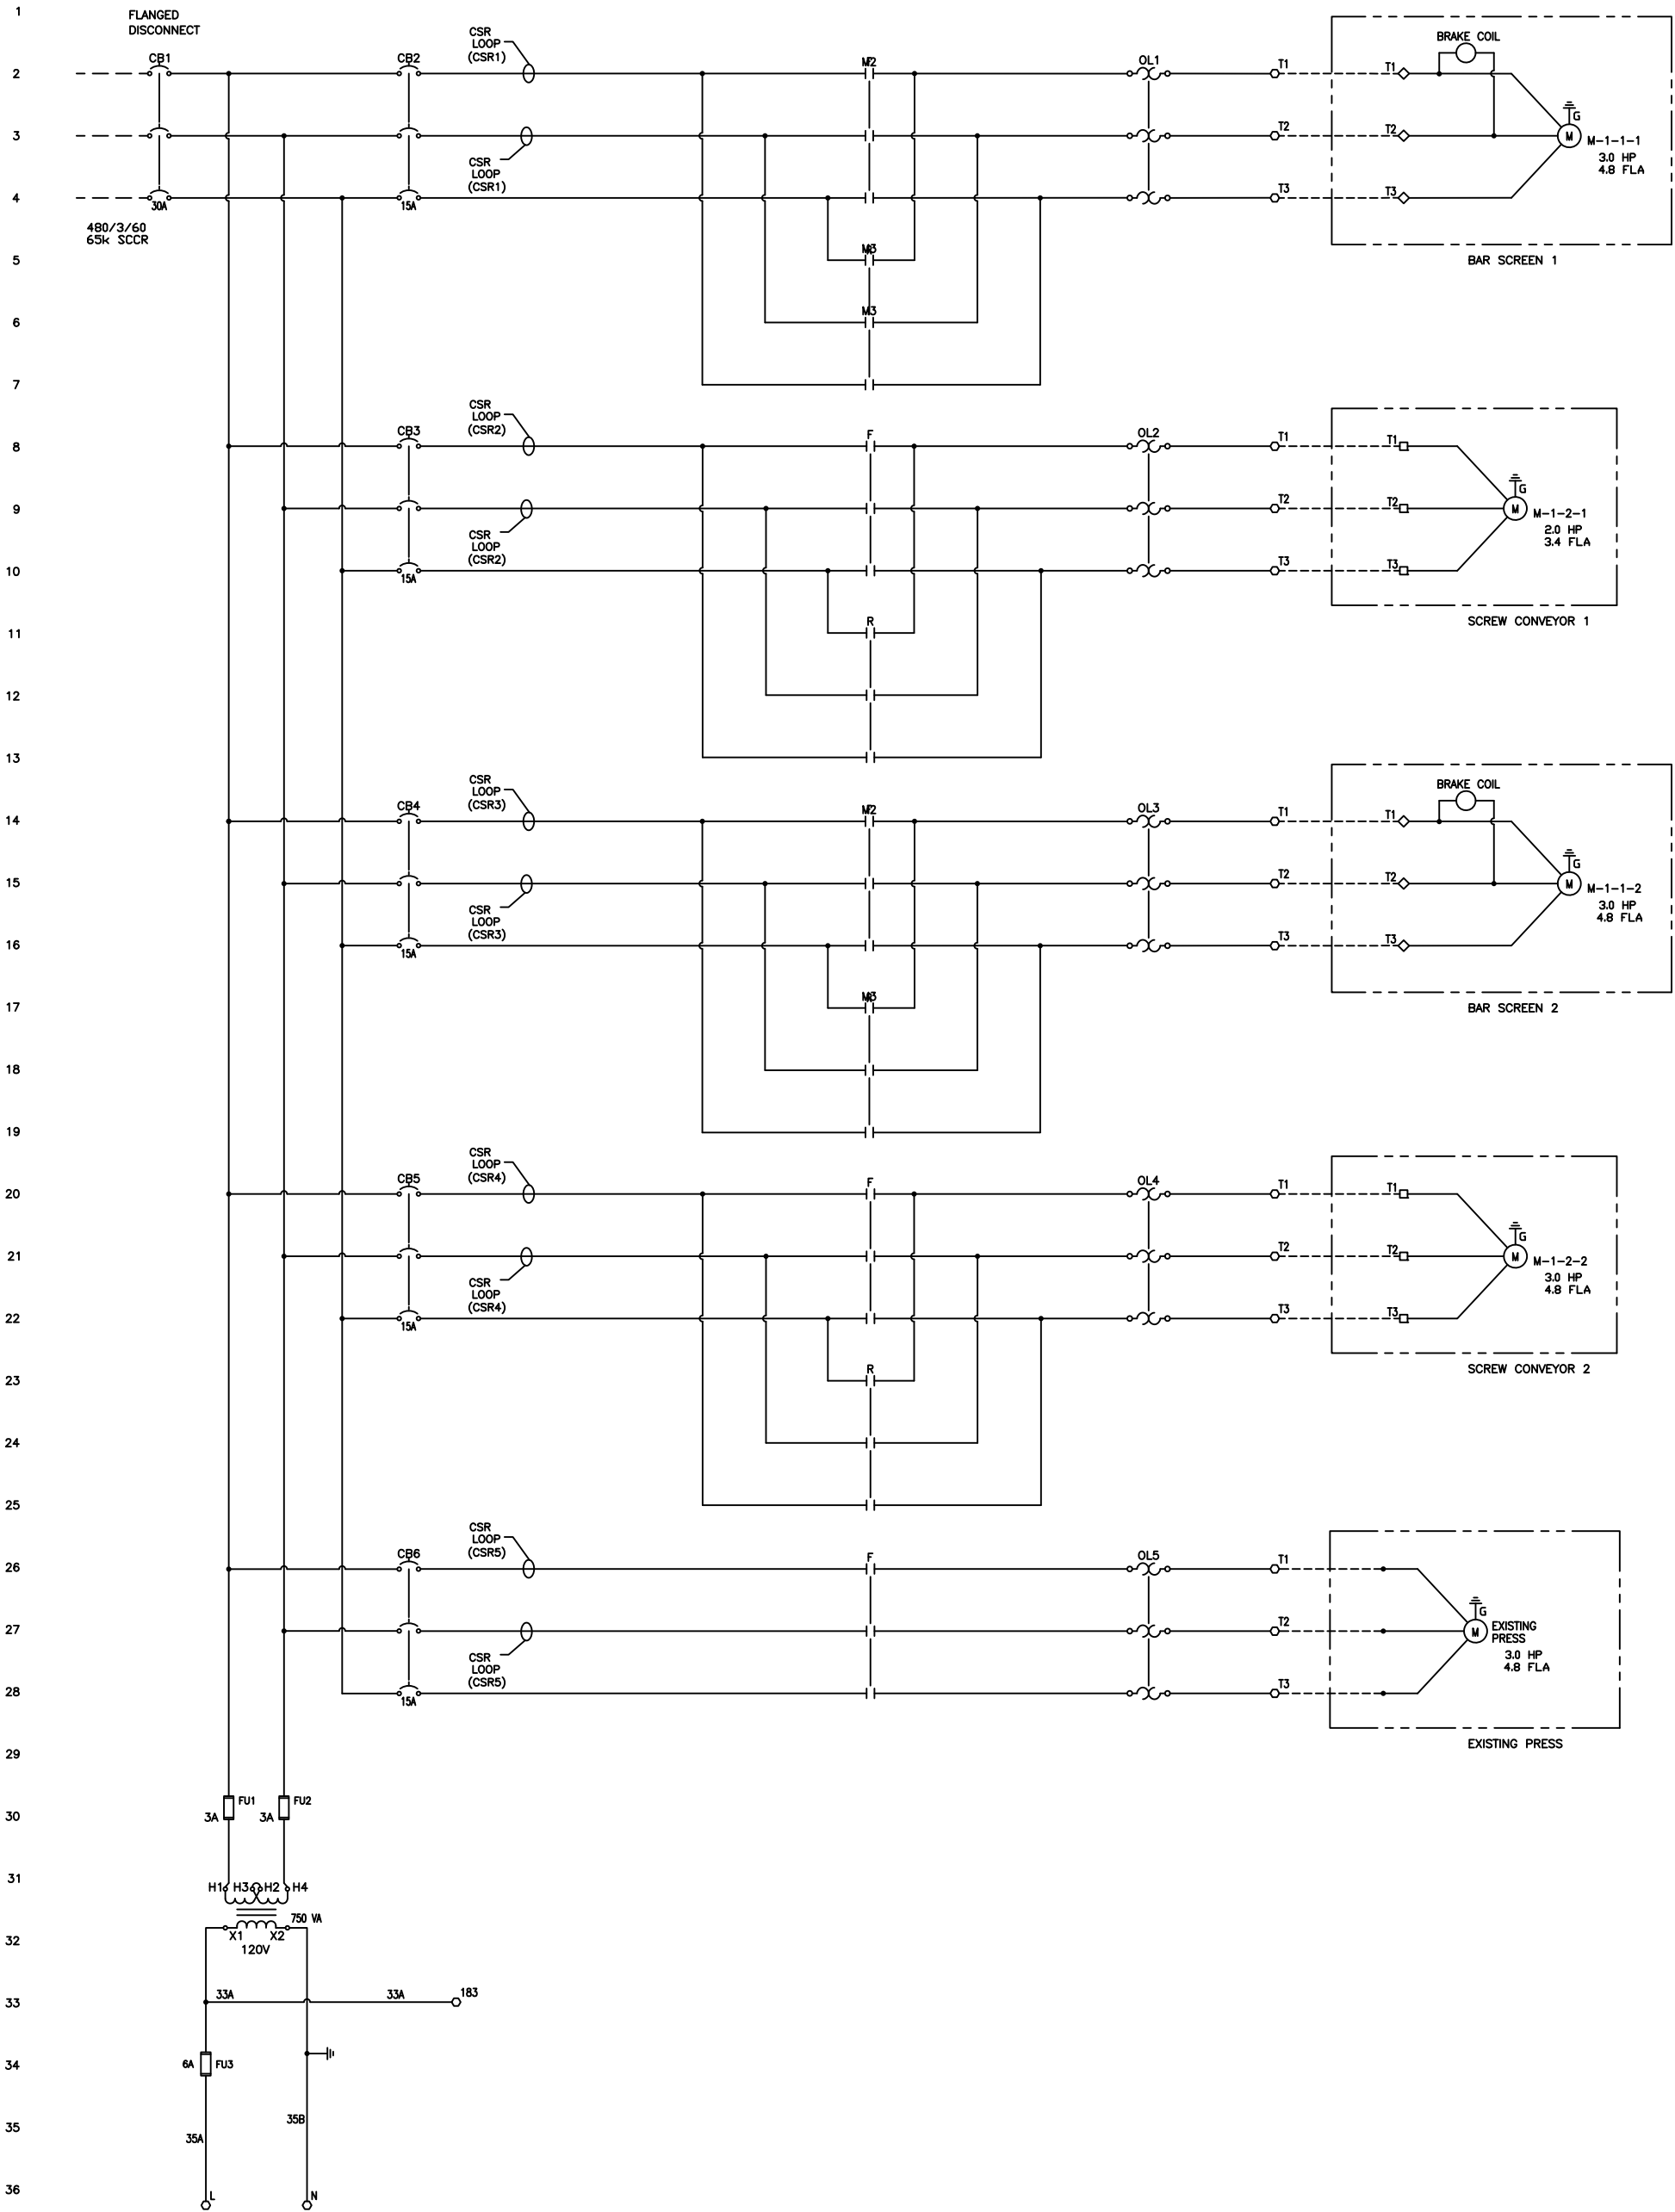 1
FLANGED
DISCONNECT
CSR
LOOP
(CSR1)
BRAKE COIL
2
CB1
CB2
OL1
T1
T1
3
CSR
LOOP
(CSR1)
T2
T2
G
M
M-1-1-1
3.0 HP
4.8 FLA
4
30A
15A
T3
T3
480/3/60
65k SCCR
5
BAR SCREEN 1
6
M3
7
CSR
LOOP
(CSR2)
8
CB3
F
OL2
T1
T1
9
CSR
LOOP
(CSR2)
T2
T2
G
M
M-1-2-1
2.0 HP
3.4 FLA
10
15A
T3
T3
11
R
SCREW CONVEYOR 1
12
13
CSR
LOOP
(CSR3)
BRAKE COIL
14
CB4
OL3
T1
T1
15
CSR
LOOP
(CSR3)
T2
T2
G
M
M-1-1-2
3.0 HP
4.8 FLA
16
15A
T3
T3
17
BAR SCREEN 2
18
19
CSR
LOOP
(CSR4)
20
CB5
F
OL4
T1
T1
21
CSR
LOOP
(CSR4)
T2
T2
G
M
M-1-2-2
3.0 HP
4.8 FLA
22
15A
T3
T3
23
R
SCREW CONVEYOR 2
24
25
CSR
LOOP
(CSR5)
26
CB6
F
OL5
T1
27
CSR
LOOP
(CSR5)
T2
G
M
EXISTING
PRESS
3.0 HP
4.8 FLA
28
15A
T3
29
EXISTING PRESS
30
3A
FU1
3A
FU2
31
H1
H3
H2
H4
750 VA
32
X1
X2
120V
33
33A
33A
183
34
6A
FU3
35
35A
35B
36
L
N